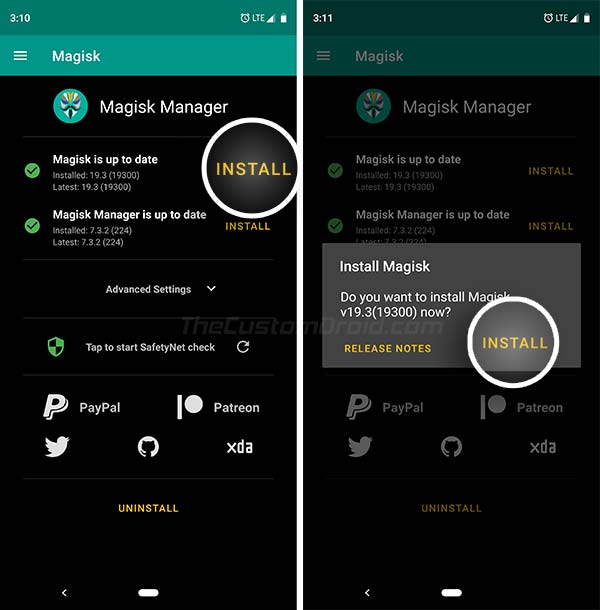 3:10
LTE
Magisk
Magisk Manager
Magisk is up to date
Installed: 19.3 (19300)
Latest: 19.3 (19300)
INSTALL
Magisk Manager is up to date
Installed: 7.3.2 (224)
Latest: 7.3.2 (224)
INSTALL
Advanced Settings
Tap to start SafetyNet check
PayPal
Patreon
xda
UNINSTALL
3:11
LTE
Magisk
Magisk Manager
Magisk is up to date
Installed: 19.3 (19300)
Latest: 19.3 (19300)
INSTALL
Magisk Manager is up to date
Installed: 7.3.2 (224)
Latest: 7.3.2 (224)
INSTALL
Install Magisk
Do you want to install Magisk
v19.3(19300) now?
RELEASE NOTES
INSTALL
PayPal
Patreon
xda
UNINSTALL
TheCustomDroid.com